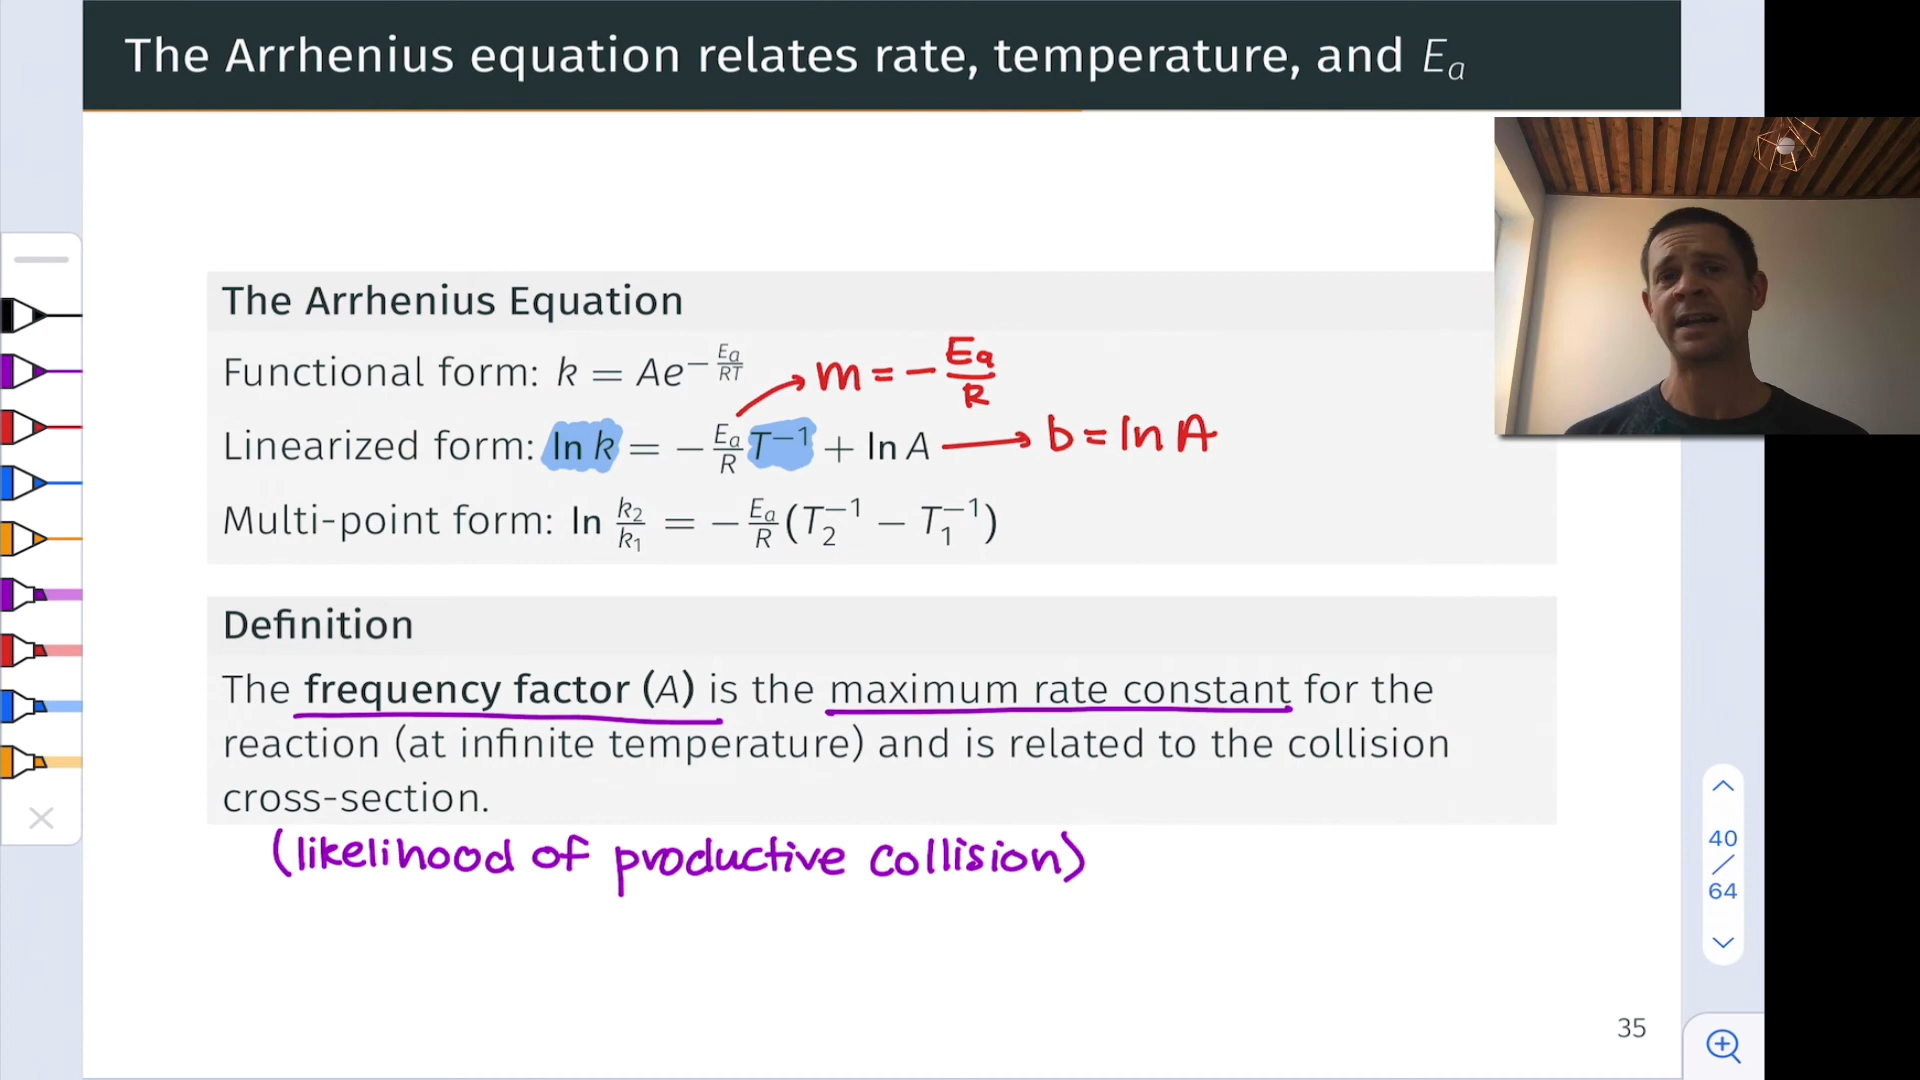 The Arrhenius equation relates rate, temperature, and Eₐ
The Arrhenius Equation
Functional form: k = Ae^(−Eₐ/RT)
m = − Eₐ/R
Linearized form: ln k = − Eₐ/R T⁻¹ + ln A
b = ln A
Multi-point form: ln k₂/k₁ = − Eₐ/R (T₂⁻¹ − T₁⁻¹)
Definition
The frequency factor (A) is the maximum rate constant for the
reaction (at infinite temperature) and is related to the collision
cross-section.
(likelihood of productive collision)
40
/
64
35